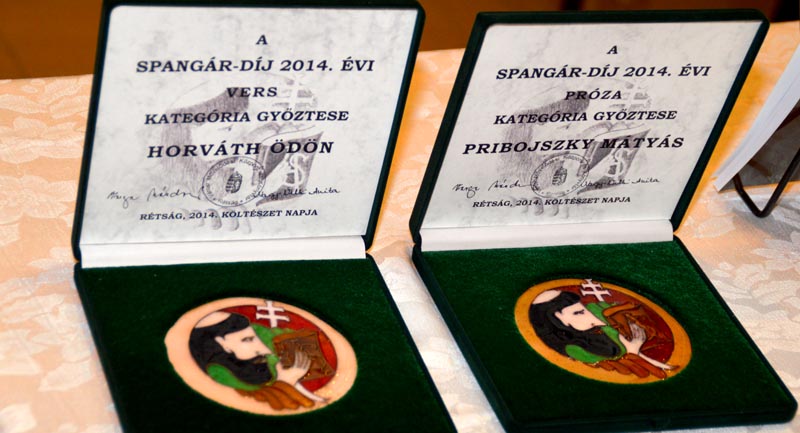 A
SPANGÁR-DÍJ 2014. ÉVI
VERS
KATEGÓRIA GYŐZTESE
HORVÁTH ÖDÖN
RÉTSÁG, 2014. KÖLTÉSZET NAPJA
A
SPANGÁR-DÍJ 2014. ÉVI
PRÓZA
KATEGÓRIA GYŐZTESE
PRIBOJSZKY MÁTYÁS
RÉTSÁG, 2014. KÖLTÉSZET NAPJA